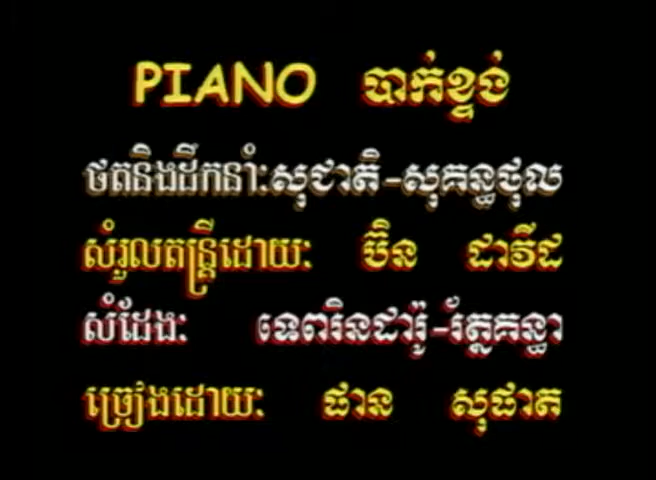 PIANO បាក់ខ្ទង់
ថតនិងដឹកនាំ: សុជាតិ-សុគន្ធផុល
សំរួលតន្ត្រីដោយ: ប៊ិន ដាវីដ
សំដែង: ទេពរិនដារ៉ូ-រ័ត្នគន្ធា
ច្រៀងដោយ: ផាន សុផាត